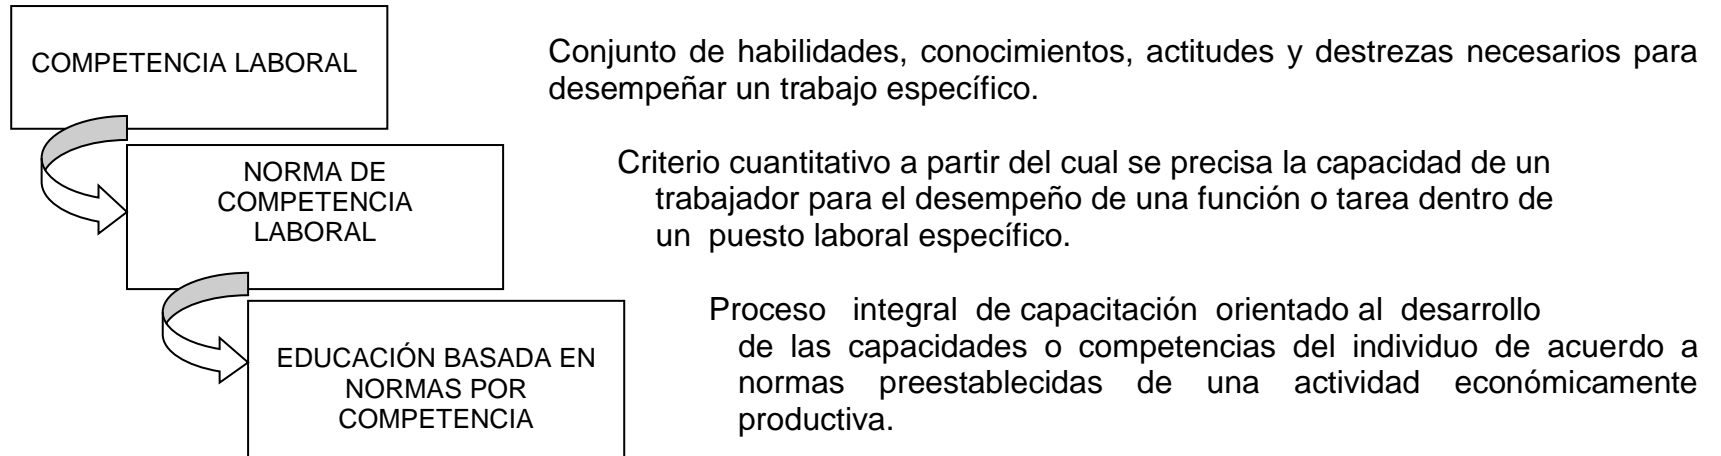 COMPETENCIA LABORAL
Conjunto de habilidades, conocimientos, actitudes y destrezas necesarios para
desempeñar un trabajo específico.
NORMA DE
COMPETENCIA
LABORAL
Criterio cuantitativo a partir del cual se precisa la capacidad de un
trabajador para el desempeño de una función o tarea dentro de
un puesto laboral específico.
EDUCACIÓN BASADA EN
NORMAS POR
COMPETENCIA
Proceso integral de capacitación orientado al desarrollo
de las capacidades o competencias del individuo de acuerdo a
normas preestablecidas de una actividad económicamente
productiva.